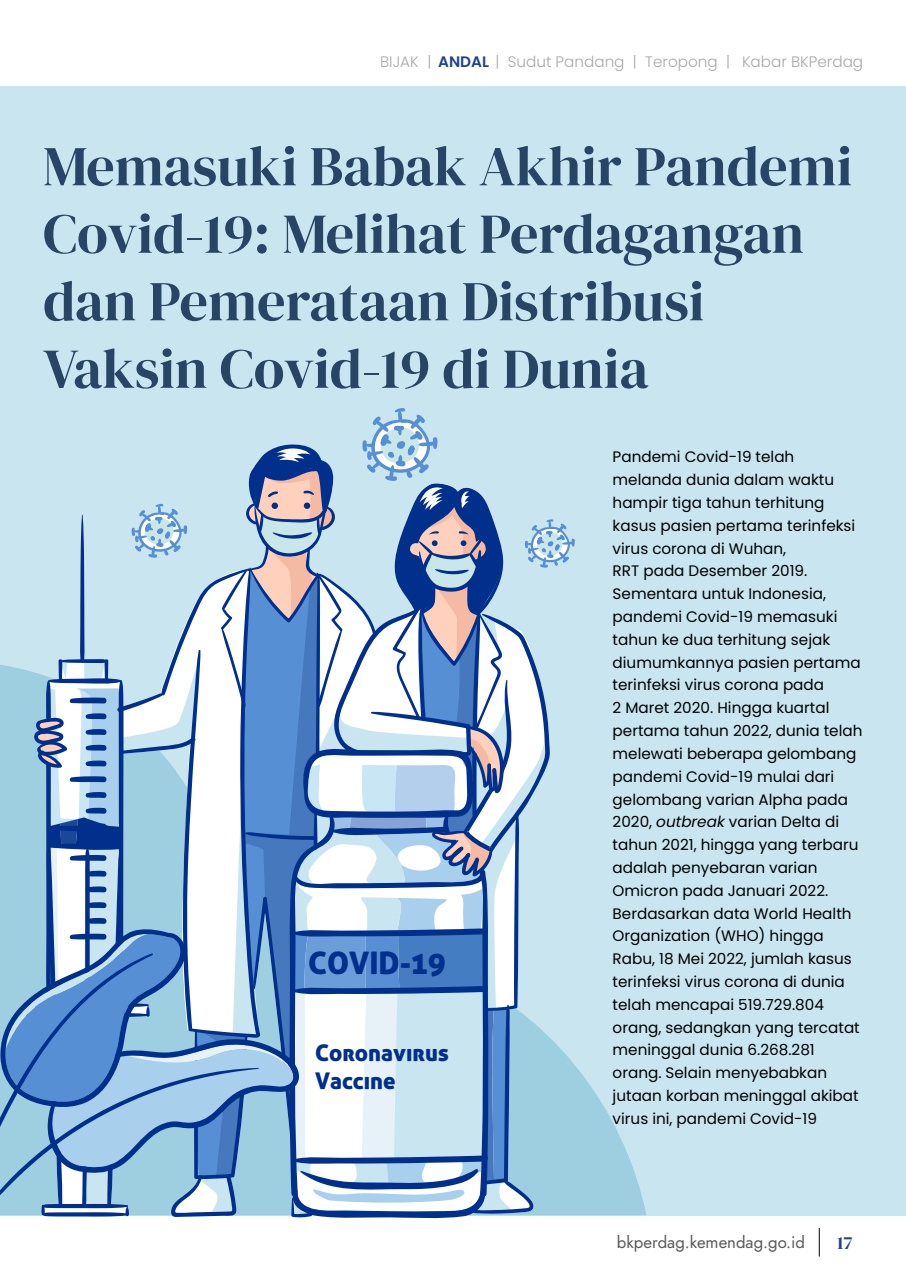 BIJAK | ANDAL | Sudut Pandang | Teropong | Kabar BKPerdag
Memasuki Babak Akhir Pandemi
Covid-19: Melihat Perdagangan
dan Pemerataan Distribusi
Vaksin Covid-19 di Dunia
Pandemi Covid-19 telah
melanda dunia dalam waktu
hampir tiga tahun terhitung
kasus pasien pertama terinfeksi
virus corona di Wuhan,
RRT pada Desember 2019.
Sementara untuk Indonesia,
pandemi Covid-19 memasuki
tahun ke dua terhitung sejak
diumumkannya pasien pertama
terinfeksi virus corona pada
2 Maret 2020. Hingga kuartal
pertama tahun 2022, dunia telah
melewati beberapa gelombang
pandemi Covid-19 mulai dari
gelombang varian Alpha pada
2020, outbreak varian Delta di
tahun 2021, hingga yang terbaru
adalah penyebaran varian
Omicron pada Januari 2022.
Berdasarkan data World Health
Organization (WHO) hingga
Rabu, 18 Mei 2022, jumlah kasus
terinfeksi virus corona di dunia
telah mencapai 519.729.804
orang, sedangkan yang tercatat
meninggal dunia 6.268.281
orang. Selain menyebabkan
jutaan korban meninggal akibat
virus ini, pandemi Covid-19
COVID-19
Coronavirus
Vaccine
bkperdag.kemendag.go.id | 17